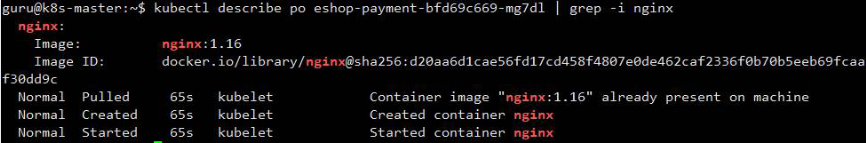 guru@k8s-master:~$ kubectl describe po eshop-payment-bfd69c669-mg7dl | grep -i nginx
nginx:
Image: nginx:1.16
Image ID: docker.io/library/nginx@sha256:d20aa6d1cae56fd17cd458f4807e0de462caf2336f0b70b5eeb69fcaa
f30dd9c
Normal Pulled 65s kubelet Container image "nginx:1.16" already present on machine
Normal Created 65s kubelet Created container nginx
Normal Started 65s kubelet Started container nginx